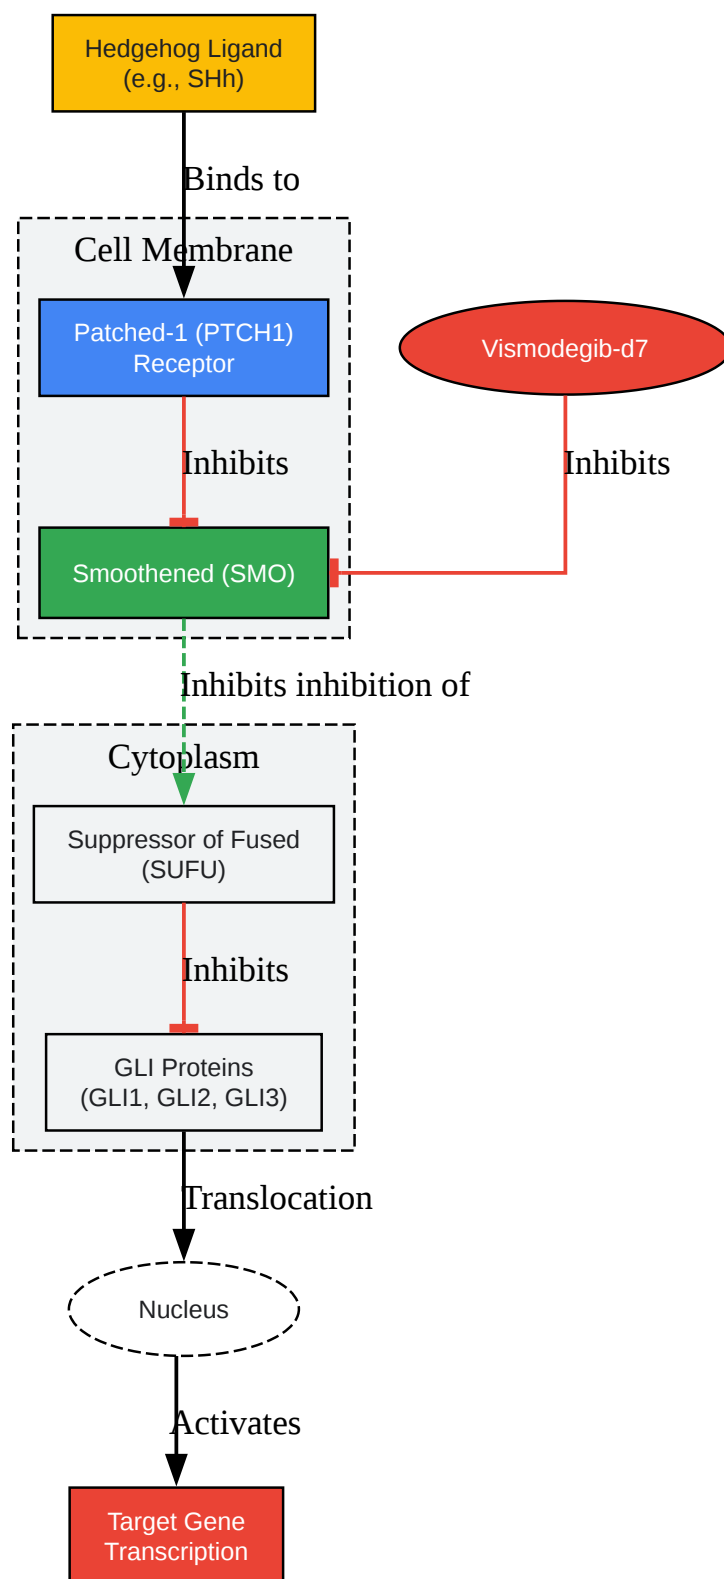 Hedgehog Ligand
(e.g., SHh)
Binds to
Cell Membrane
Patched-1 (PTCH1)
Receptor
Vismodegib-d7
Inhibits
Inhibits
Smoothened (SMO)
Inhibits inhibition of
Cytoplasm
Suppressor of Fused
(SUFU)
Inhibits
GLI Proteins
(GLI1, GLI2, GLI3)
Translocation
Nucleus
Activates
Target Gene
Transcription